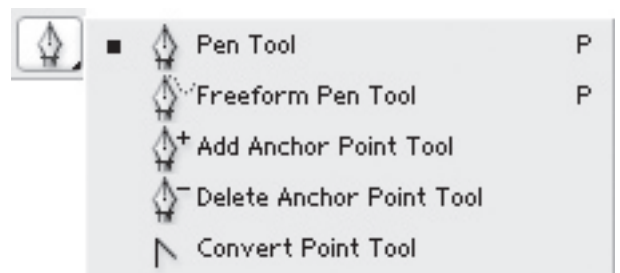 Pen Tool P
Freeform Pen Tool P
Add Anchor Point Tool
Delete Anchor Point Tool
Convert Point Tool